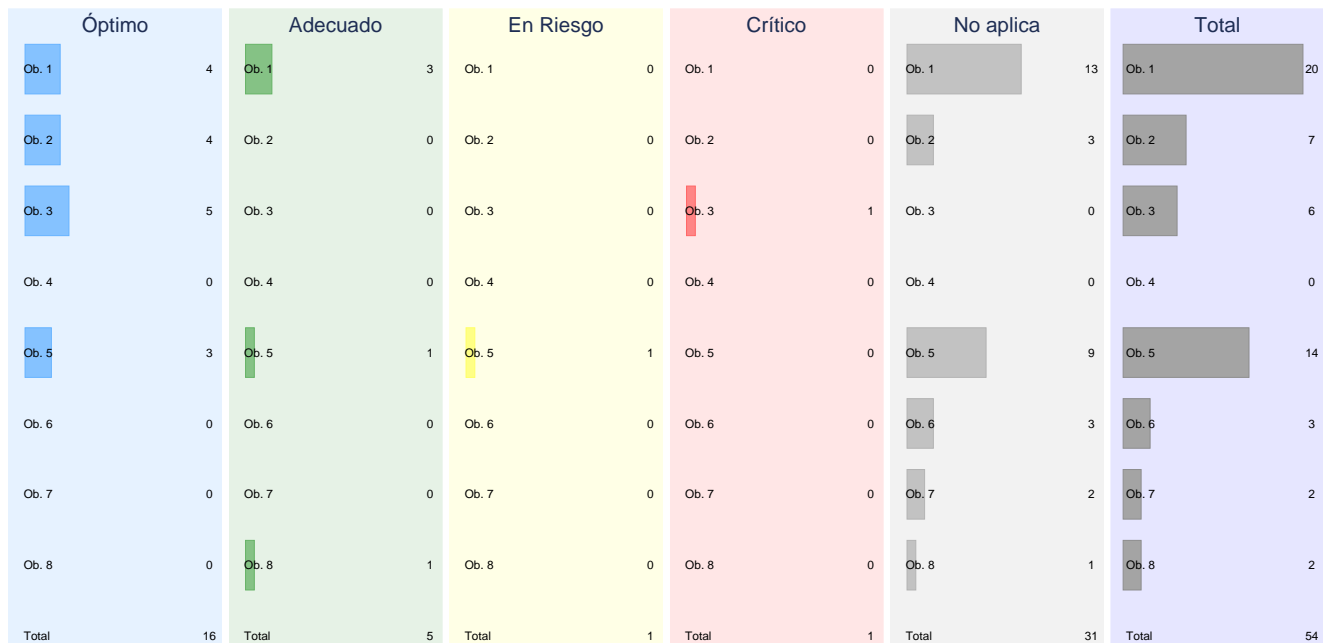 Óptimo Adecuado En Riesgo Crítico No aplica Total
Ob. 1 4 Ob. 1 3 Ob. 1 0 Ob. 1 0 Ob. 1 13 Ob. 1 20
Ob. 2 4 Ob. 2 0 Ob. 2 0 Ob. 2 0 Ob. 2 3 Ob. 2 7
Ob. 3 5 Ob. 3 0 Ob. 3 0 Ob. 3 1 Ob. 3 0 Ob. 3 6
Ob. 4 0 Ob. 4 0 Ob. 4 0 Ob. 4 0 Ob. 4 0 Ob. 4 0
Ob. 5 3 Ob. 5 1 Ob. 5 1 Ob. 5 0 Ob. 5 9 Ob. 5 14
Ob. 6 0 Ob. 6 0 Ob. 6 0 Ob. 6 0 Ob. 6 3 Ob. 6 3
Ob. 7 0 Ob. 7 0 Ob. 7 0 Ob. 7 0 Ob. 7 2 Ob. 7 2
Ob. 8 0 Ob. 8 1 Ob. 8 0 Ob. 8 0 Ob. 8 1 Ob. 8 2
Total 16 Total 5 Total 1 Total 1 Total 31 Total 54